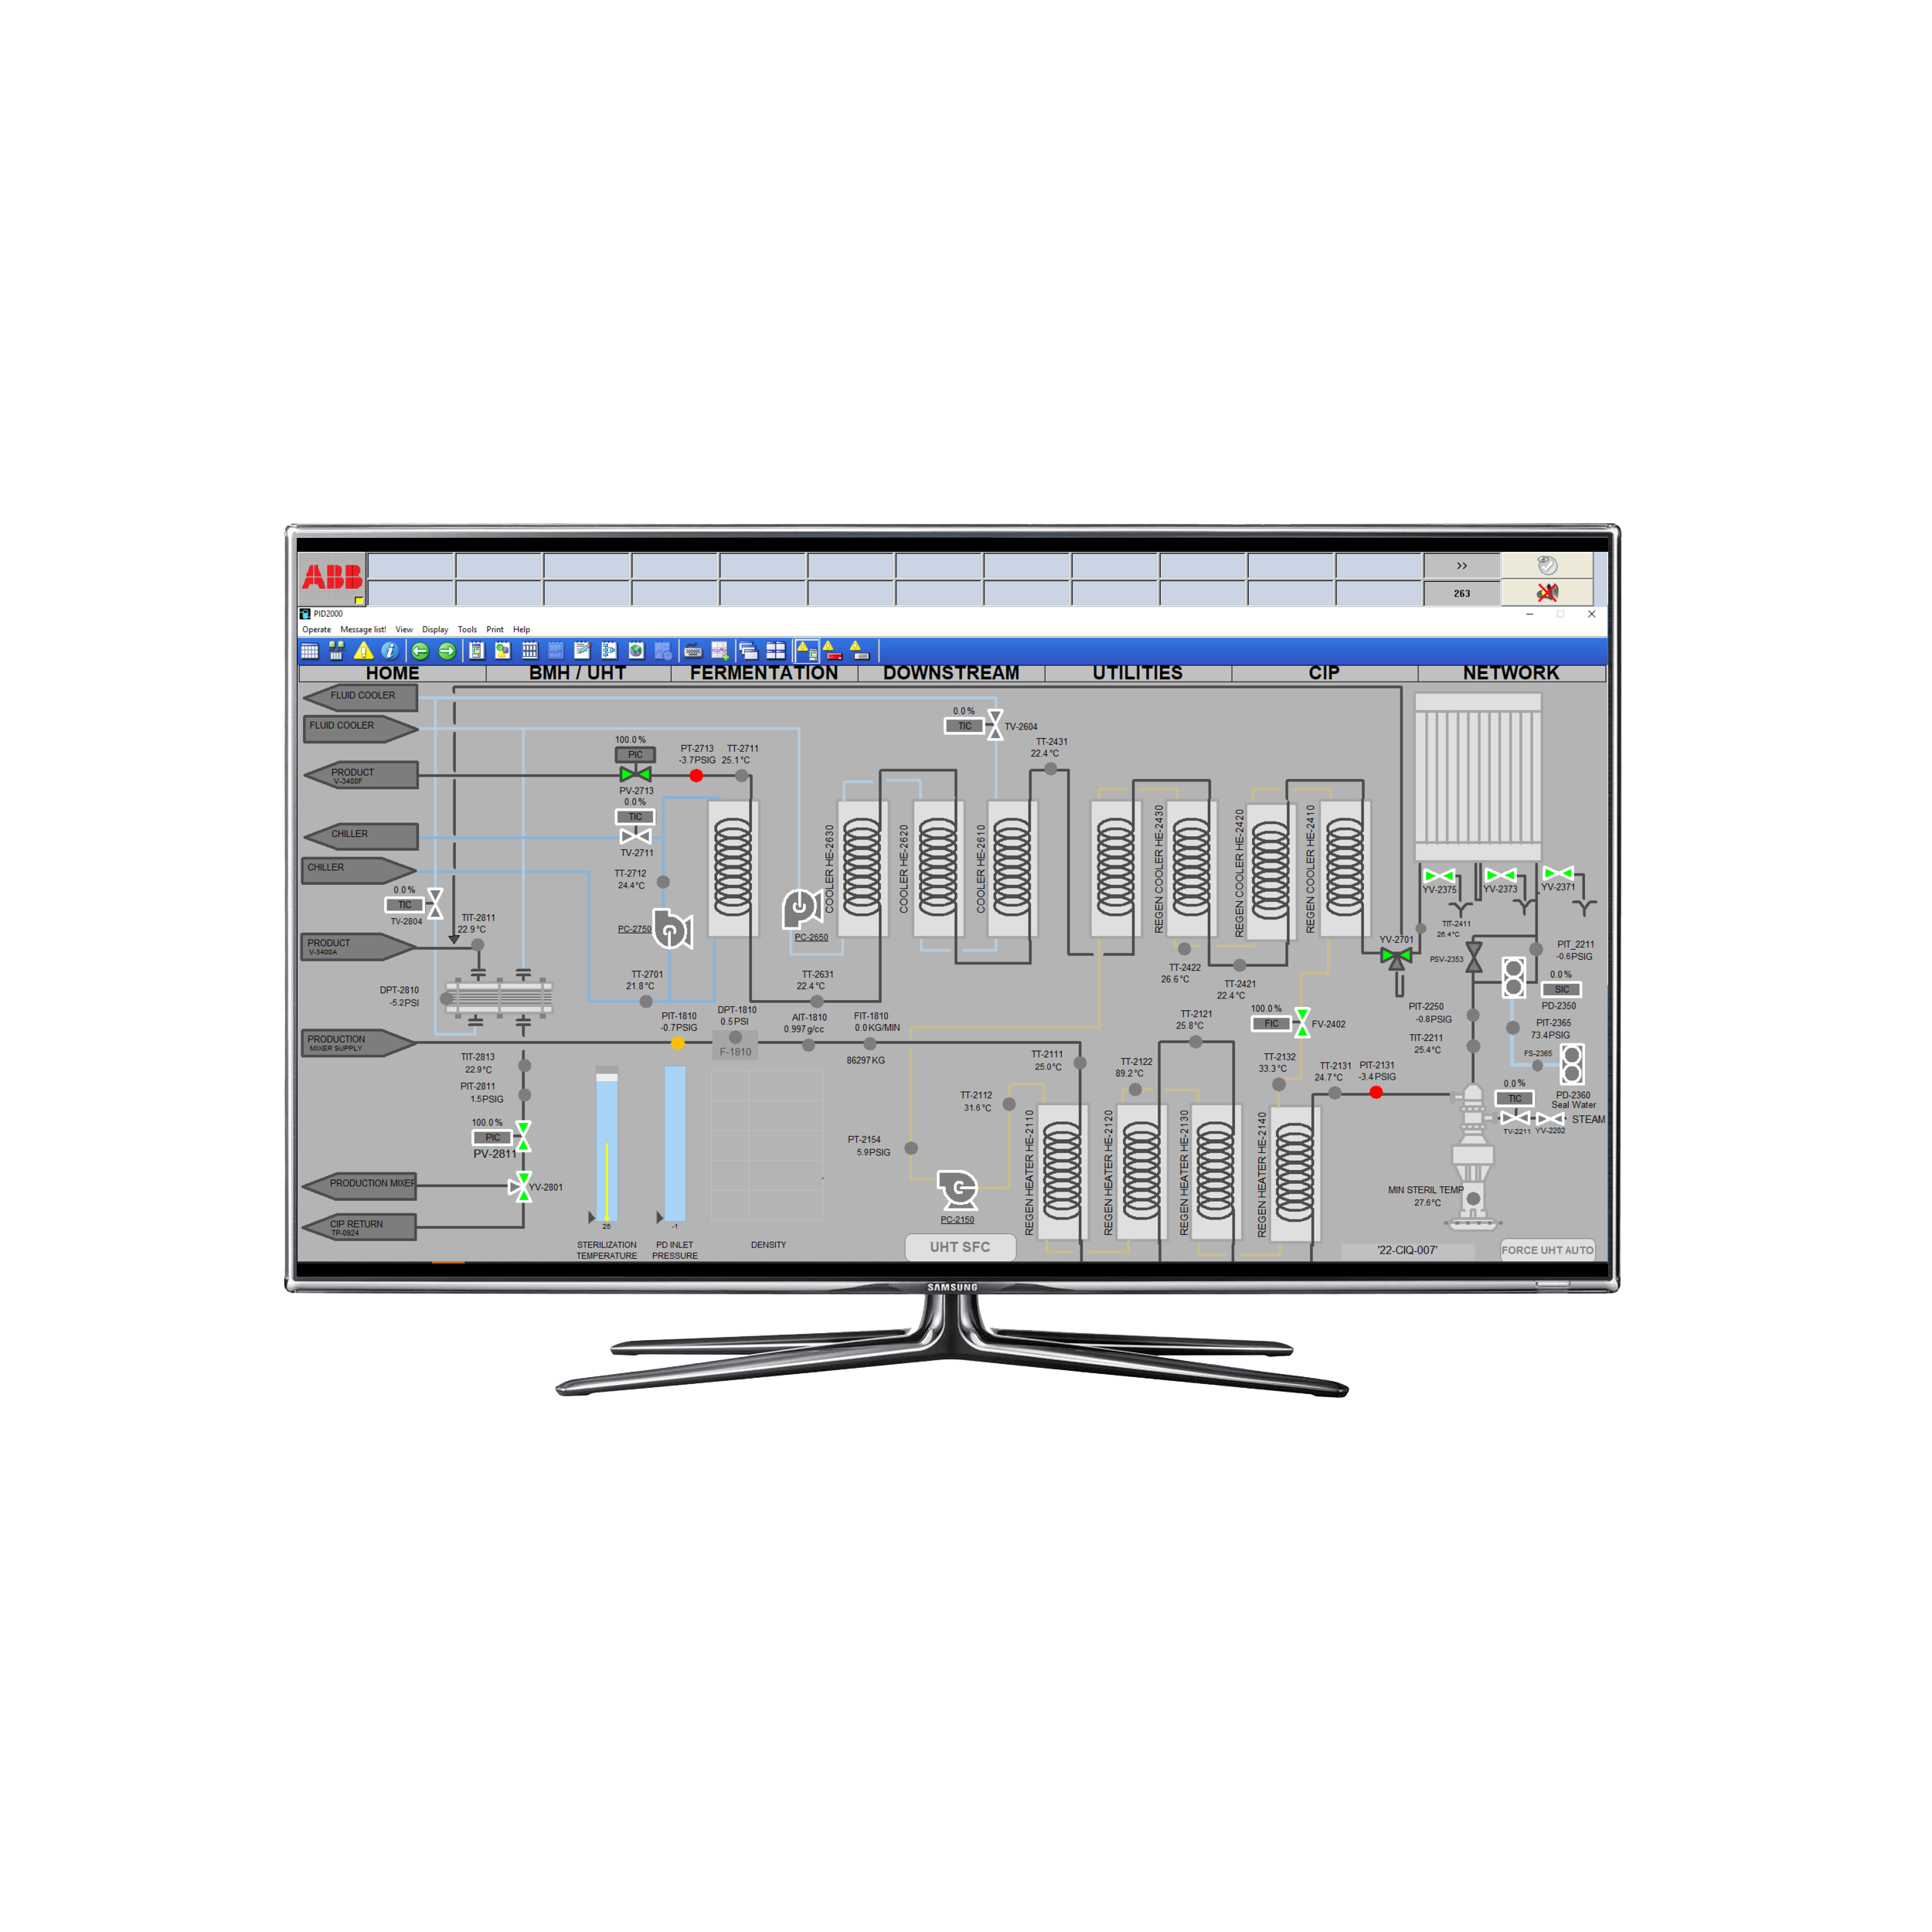 ABB
>>
263
PID2000
Operate Message list! View Display Tools Print Help
HOME BMH / UHT FERMENTATION DOWNSTREAM UTILITIES CIP NETWORK
FLUID COOLER
FLUID COOLER
PRODUCT
V-3400F
CHILLER
CHILLER
0.0 %
TIC
TV-2804
PRODUCT
V-3400A
TIT-2811
22.9°C
DPT-2810
-5.2PSI
PRODUCTION
MIXER SUPPLY
TIT-2813
22.9°C
PIT-2811
1.5PSIG
100.0 %
PIC
PV-2811
PRODUCTION MIXER
YV-2801
CIP RETURN
TP-0924
100.0 %
PIC
PV-2713
0.0 %
TIC
TV-2711
PT-2713
-3.7PSIG
TT-2711
25.1°C
TT-2712
24.4°C
PC-2750
TT-2701
21.8°C
PC-2650
COOLER HE-2630
COOLER HE-2620
COOLER HE-2610
0.0 %
TIC
TV-2604
TT-2431
22.4°C
TT-2631
22.4°C
PIT-1810
-0.7PSIG
DPT-1810
0.5PSI
F-1810
AIT-1810
0.997g/cc
FIT-1810
0.0KG/MIN
86297KG
REGEN COOLER HE-2430
REGEN COOLER HE-2420
REGEN COOLER HE-2410
TT-2422
26.6°C
TT-2421
22.4°C
YV-2701
YV-2375
YV-2373
YV-2371
TIT-2411
26.4°C
PSV-2353
PIT_2211
-0.6PSIG
0.0 %
SIC
PD-2350
PIT-2250
-0.8PSIG
TIT-2211
25.4°C
PIT-2365
73.4PSIG
FS-2365
PD-2360
Seal Water
0.0 %
TIC
TV-2211
YV-2202
STEAM
100.0 %
FIC
FV-2402
TT-2121
25.8°C
TT-2111
25.0°C
TT-2122
89.2°C
TT-2132
33.3°C
TT-2131
24.7°C
PIT-2131
-3.4PSIG
TT-2112
31.6°C
PT-2154
5.9PSIG
PC-2150
REGEN HEATER HE-2110
REGEN HEATER HE-2120
REGEN HEATER HE-2130
REGEN HEATER HE-2140
MIN STERIL TEMP
27.6°C
25
STERILIZATION
TEMPERATURE
-1
PD INLET
PRESSURE
DENSITY
UHT SFC
'22-CIQ-007'
FORCE UHT AUTO
SAMSUNG